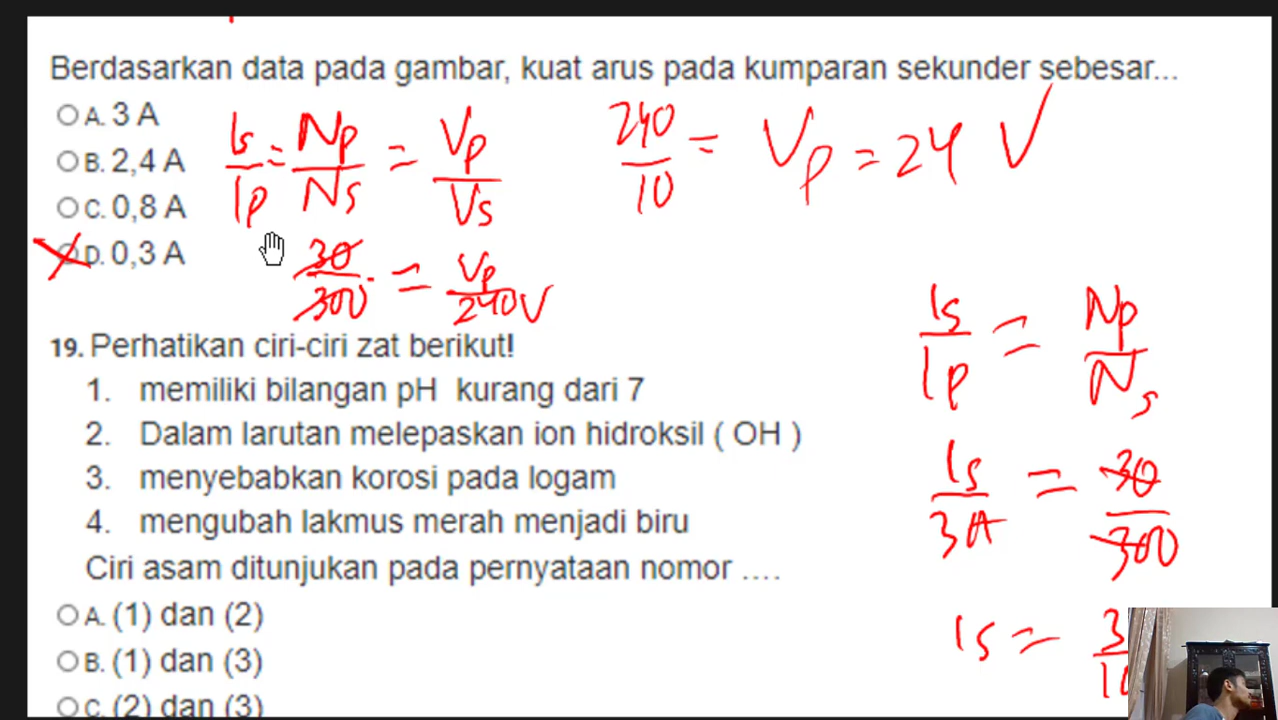 Berdasarkan data pada gambar, kuat arus pada kumparan sekunder sebesar...
A. 3 A
B. 2,4 A
C. 0,8 A
D. 0,3 A
Is/Ip = Np/Ns = Vp/Vs
30/300 = Vp/240V
240/10 = Vp = 24 V
Is/Ip = Np/Ns
Is/3A = 30/300
Is = 3/10
19. Perhatikan ciri-ciri zat berikut!
1. memiliki bilangan pH kurang dari 7
2. Dalam larutan melepaskan ion hidroksil ( OH )
3. menyebabkan korosi pada logam
4. mengubah lakmus merah menjadi biru
Ciri asam ditunjukan pada pernyataan nomor ....
A. (1) dan (2)
B. (1) dan (3)
C. (2) dan (3)